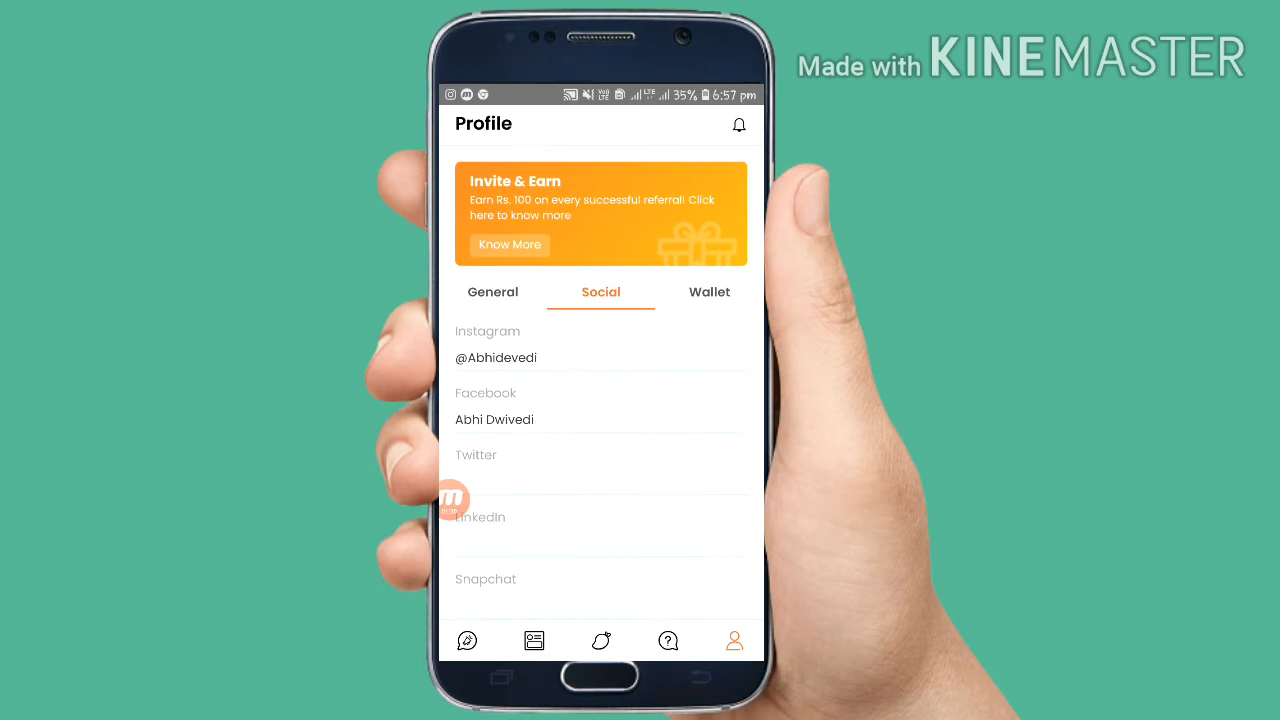 Made with KINEMASTER
35% 6:57 pm
Profile
Invite & Earn
Earn Rs. 100 on every successful referral! Click
here to know more
Know More
General Social Wallet
Instagram
@Abhidevedi
Facebook
Abhi Dwivedi
Twitter
LinkedIn
Snapchat